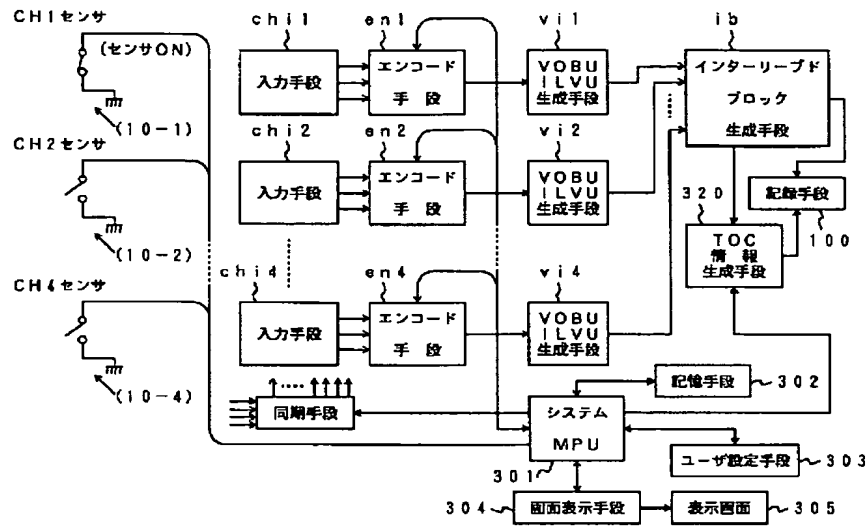 CH1センサ
(センサON)
(10-1)
CH2センサ
(10-2)
CH4センサ
(10-4)
chi1
入力手段
en1
エンコード
手段
vi1
VOBU
ILVU
生成手段
ib
インターリーブド
ブロック
生成手段
chi2
入力手段
en2
エンコード
手段
vi2
VOBU
ILVU
生成手段
記録手段
100
320
TOC
情報
生成手段
chi4
入力手段
en4
エンコード
手段
vi4
VOBU
ILVU
生成手段
同期手段
システム
MPU
301
記憶手段
302
ユーザ設定手段
303
304
画面表示手段
表示画面
305